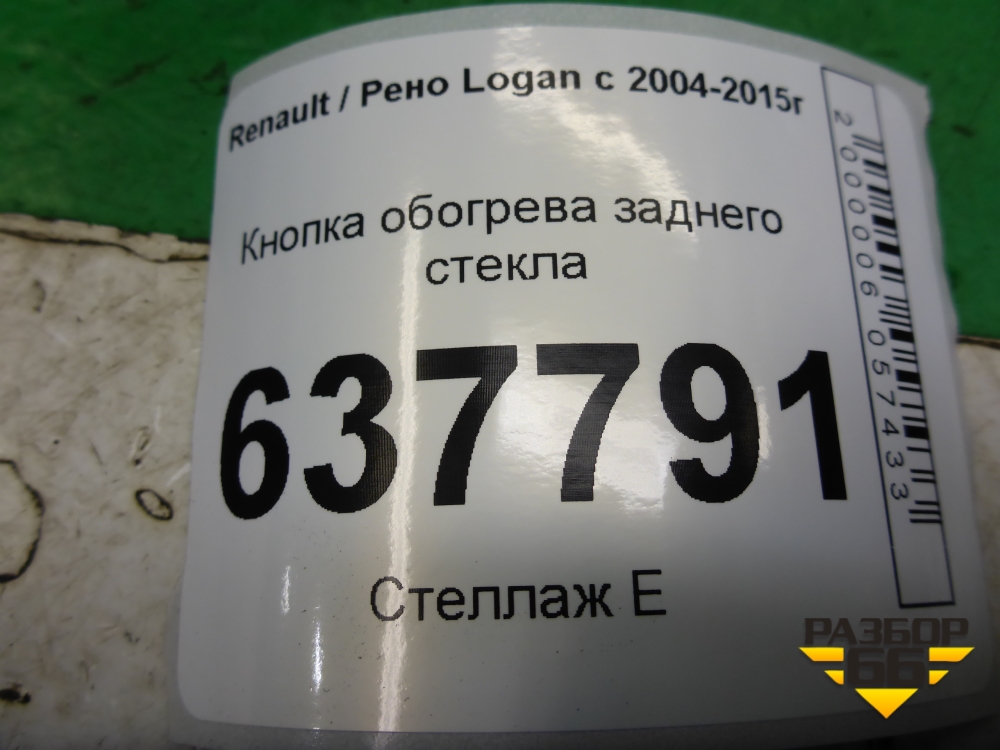 Renault / Рено Logan с 2004-2015г
Кнопка обогрева заднего
стекла
637791
Стеллаж Е
2000006057433
РАЗБОР
66